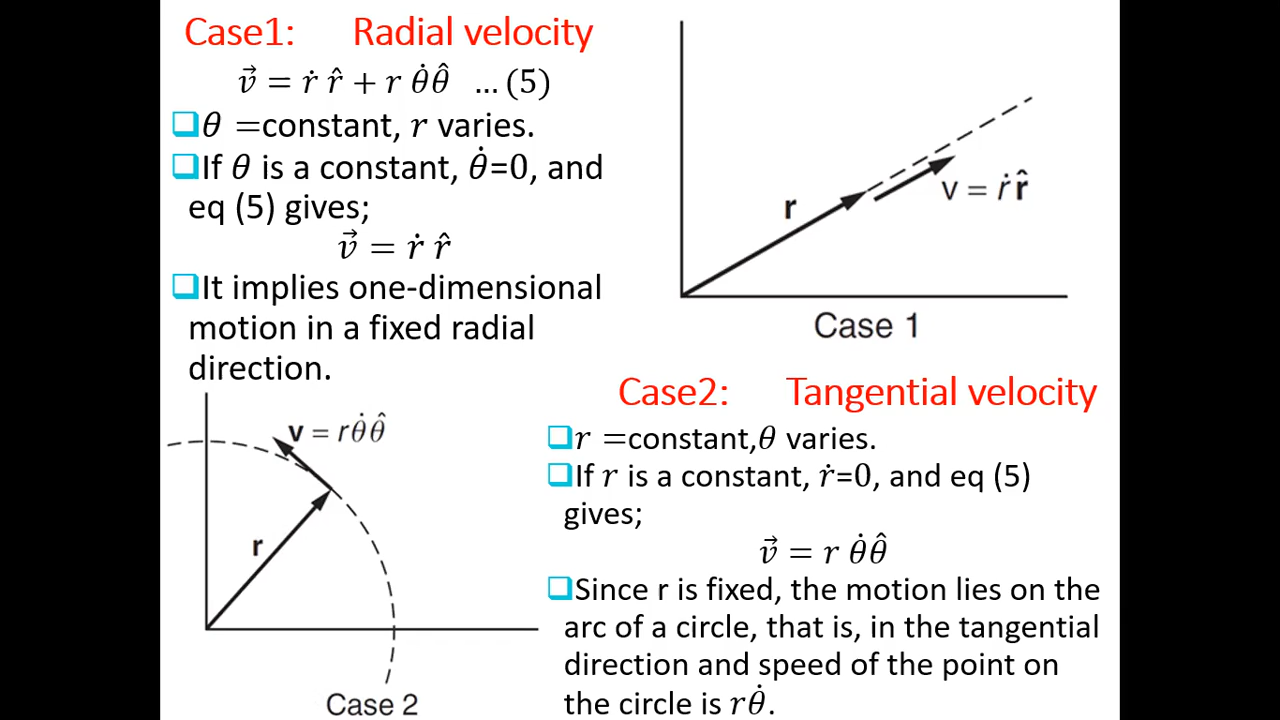 Case1: Radial velocity
v⃗ = ṙ r̂ + r θ̇θ̂ ...(5)
❑θ =constant, r varies.
❑If θ is a constant, θ̇=0, and
eq (5) gives;
v⃗ = ṙ r̂
❑It implies one-dimensional
motion in a fixed radial
direction.
r
v = ṙr̂
Case 1
v = rθ̇θ̂
r
Case 2
Case2: Tangential velocity
❑r =constant,θ varies.
❑If r is a constant, ṙ=0, and eq (5)
gives;
v⃗ = r θ̇θ̂
❑Since r is fixed, the motion lies on the
arc of a circle, that is, in the tangential
direction and speed of the point on
the circle is rθ̇.